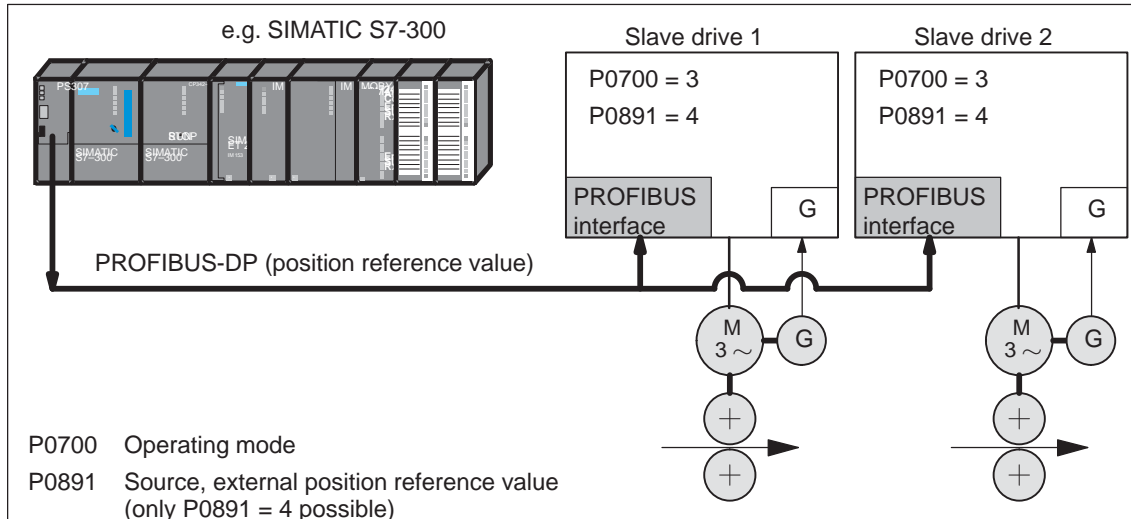 e.g. SIMATIC S7-300
Slave drive 1
Slave drive 2
PS307
IM
IM
SIMATIC
S7–300
SIMATIC
S7–300
IM 153
P0700 = 3
P0891 = 4
PROFIBUS
interface
G
P0700 = 3
P0891 = 4
PROFIBUS
interface
G
PROFIBUS-DP (position reference value)
M
3 ~
G
M
3 ~
G
P0700 Operating mode
P0891 Source, external position reference value
(only P0891 = 4 possible)